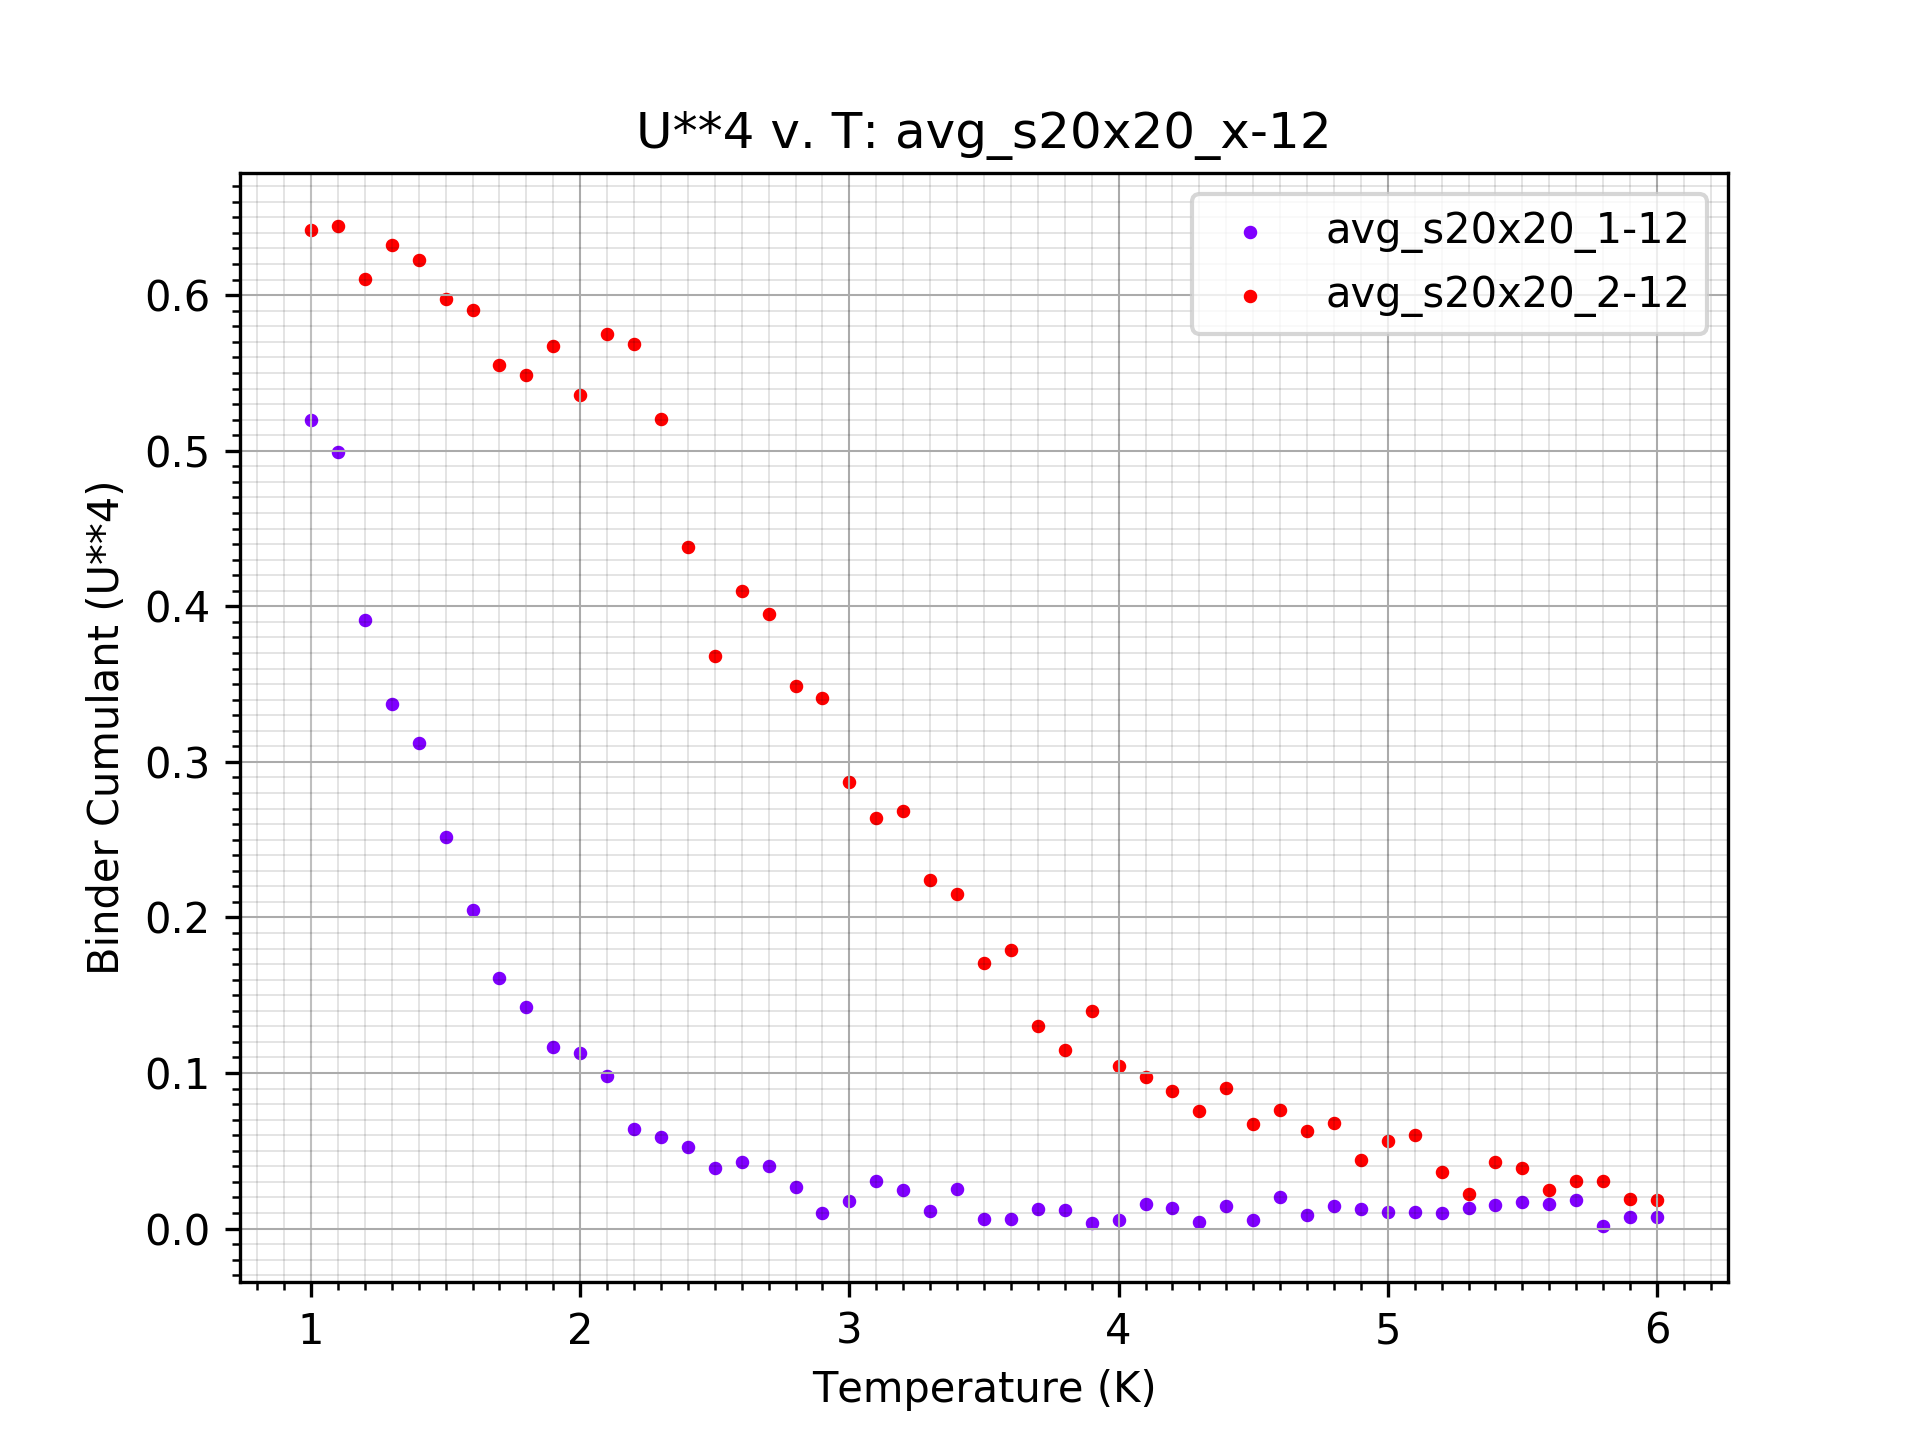 U**4 v. T: avg_s20x20_x-12
avg_s20x20_1-12
avg_s20x20_2-12
Binder Cumulant (U**4)
0.6
0.5
0.4
0.3
0.2
0.1
0.0
1 2 3 4 5 6
Temperature (K)